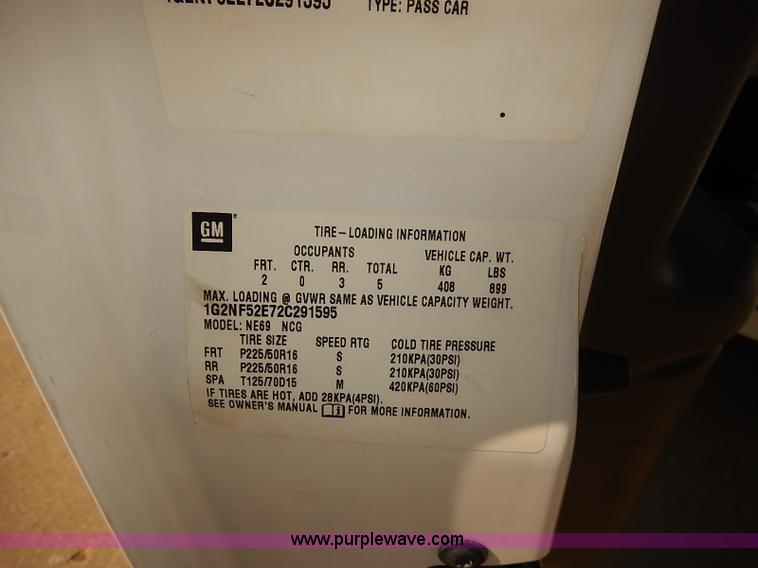 TYPE: PASS CAR
GM
TIRE-LOADING INFORMATION
OCCUPANTS VEHICLE CAP. WT.
FRT. CTR. RR. TOTAL KG LBS
2 0 3 5 408 899
MAX. LOADING @ GVWR SAME AS VEHICLE CAPACITY WEIGHT.
1G2NF52E72C291595
MODEL: NE69 NCG
TIRE SIZE SPEED RTG COLD TIRE PRESSURE
FRT P225/50R16 S 210KPA(30PSI)
RR P225/50R16 S 210KPA(30PSI)
SPA T125/70D15 M 420KPA(60PSI)
IF TIRES ARE HOT, ADD 28KPA(4PSI).
SEE OWNER'S MANUAL FOR MORE INFORMATION.
www.purplewave.com